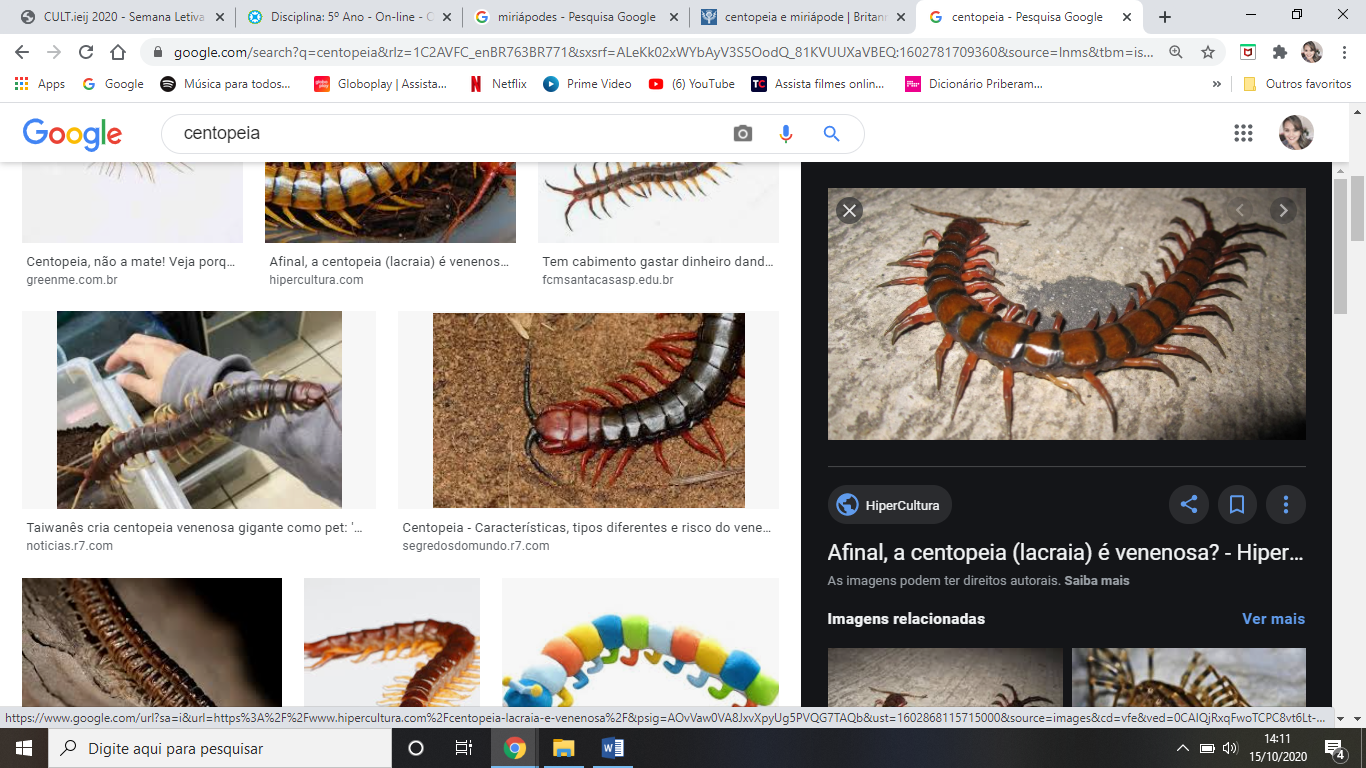 CULT.ieij 2020 - Semana Letiva
Disciplina: 5º Ano - On-line - C
miriápodes - Pesquisa Google
centopeia e miriápode | Britann
centopeia - Pesquisa Google
google.com/search?q=centopeia&rlz=1C2AVFC_enBR763BR771&sxsrf=ALeKk02xWYbAyV3S5OodQ_81KVUUXaVBEQ:1602781709360&source=lnms&tbm=is...
Apps
Google
Música para todos...
Globoplay | Assista...
Netflix
Prime Video
(6) YouTube
Assista filmes onlin...
Dicionário Priberam...
»
Outros favoritos
Google
centopeia
Centopeia, não a mate! Veja porq...
greenme.com.br
Afinal, a centopeia (lacraia) é venenos...
hipercultura.com
Tem cabimento gastar dinheiro dand...
fcmsantacasasp.edu.br
Taiwanês cria centopeia venenosa gigante como pet: '...
noticias.r7.com
Centopeia - Características, tipos diferentes e risco do vene...
segredosdomundo.r7.com
HiperCultura
Afinal, a centopeia (lacraia) é venenosa? - Hiper...
As imagens podem ter direitos autorais. Saiba mais
Imagens relacionadas
Ver mais
https://www.google.com/url?sa=i&url=https%3A%2F%2Fwww.hipercultura.com%2Fcentopeia-lacraia-e-venenosa%2F&psig=AOvVaw0VA8JxvXpyUg5PVQG7TAQb&ust=1602868115715000&source=images&cd=vfe&ved=0CAIQjRxqFwoTCPC8vt6Lt-...
Digite aqui para pesquisar
14:11
15/10/2020
4